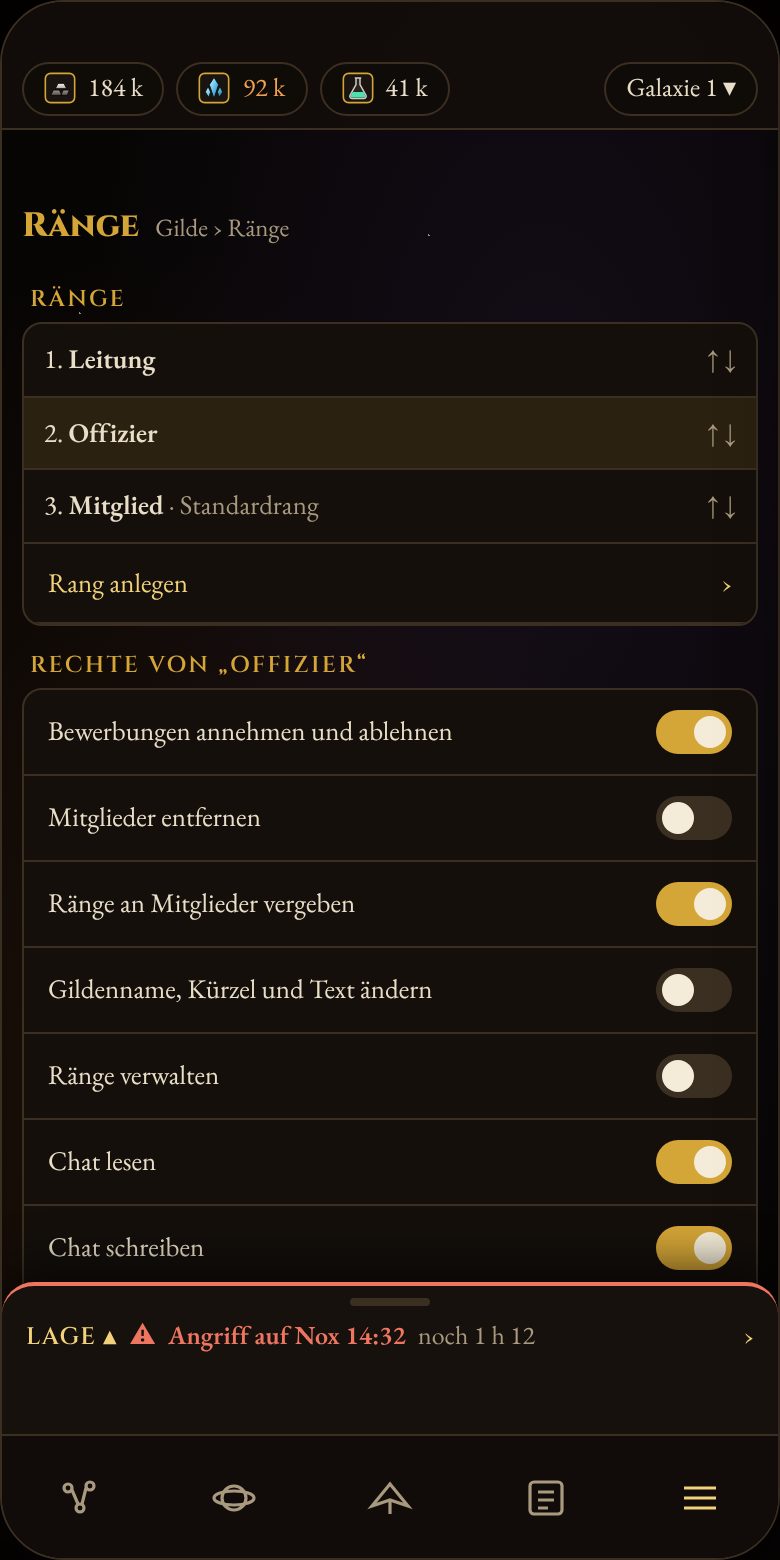 184 k 92 k 41 k Galaxie 1 ▼
Ränge Gilde › Ränge
RÄNGE
1. Leitung ↑↓
2. Offizier ↑↓
3. Mitglied · Standardrang ↑↓
Rang anlegen ›
RECHTE VON „OFFIZIER“
Bewerbungen annehmen und ablehnen
Mitglieder entfernen
Ränge an Mitglieder vergeben
Gildenname, Kürzel und Text ändern
Ränge verwalten
Chat lesen
Chat schreiben
LAGE ▲ Angriff auf Nox 14:32 noch 1 h 12 ›